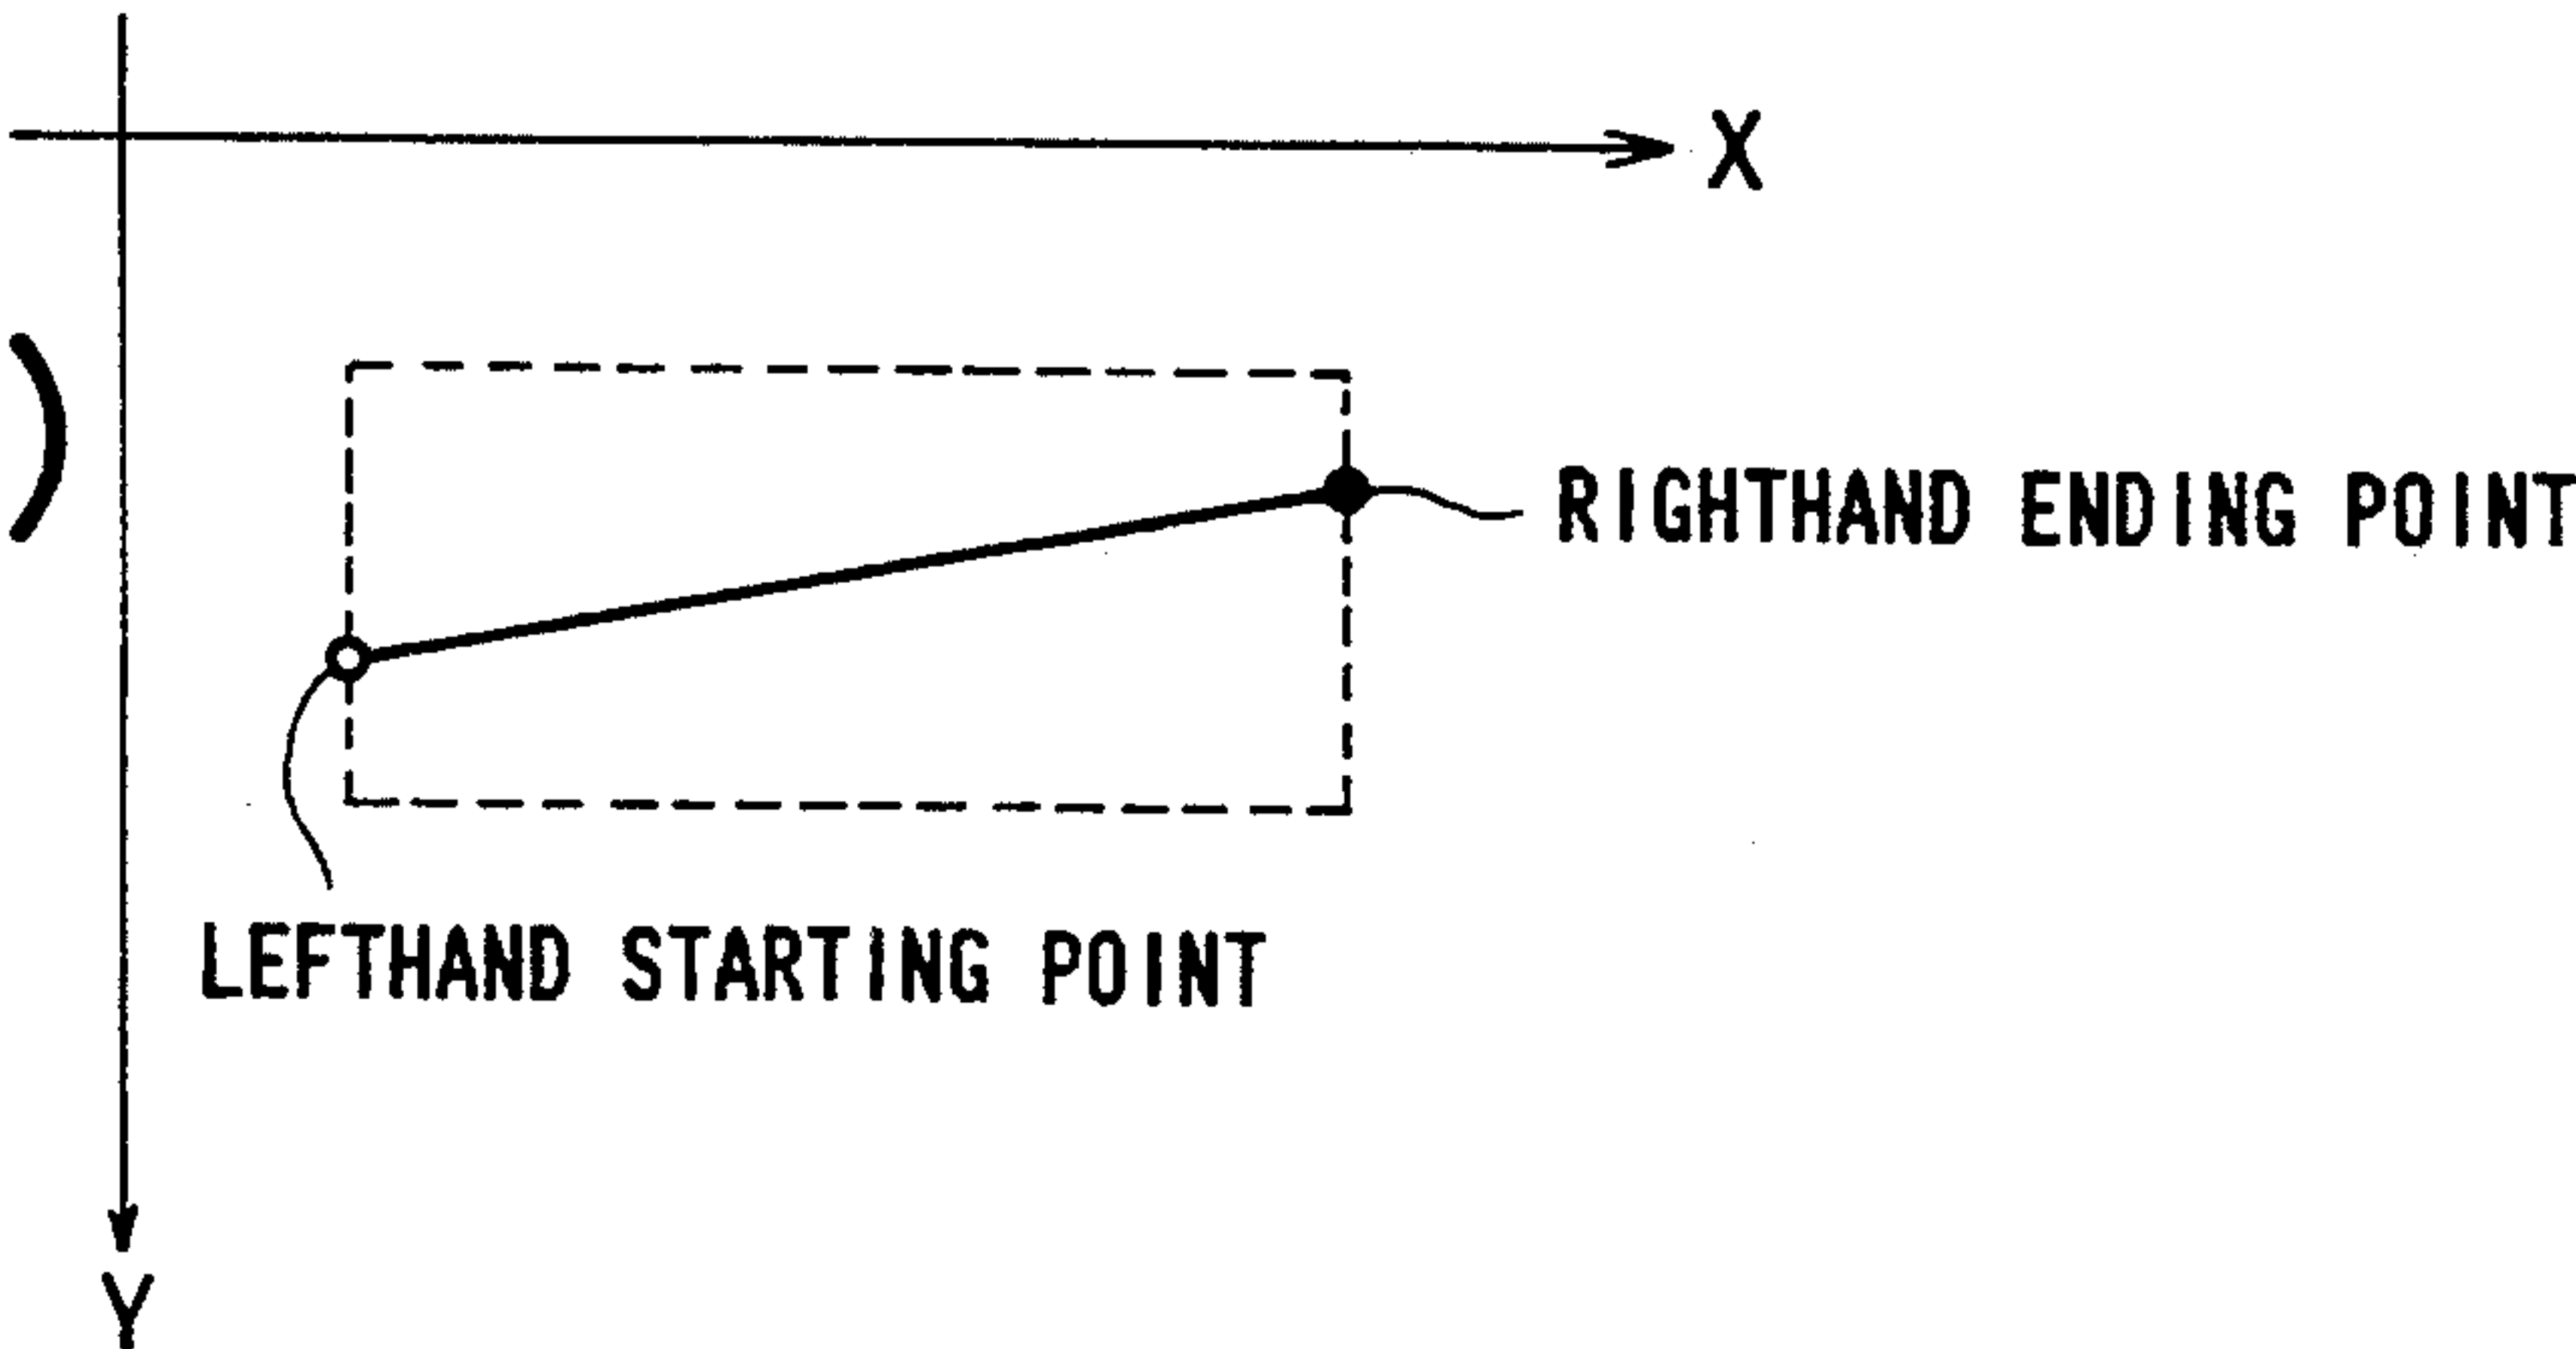 X
)
RIGHTHAND ENDING POINT
LEFTHAND STARTING POINT
Y